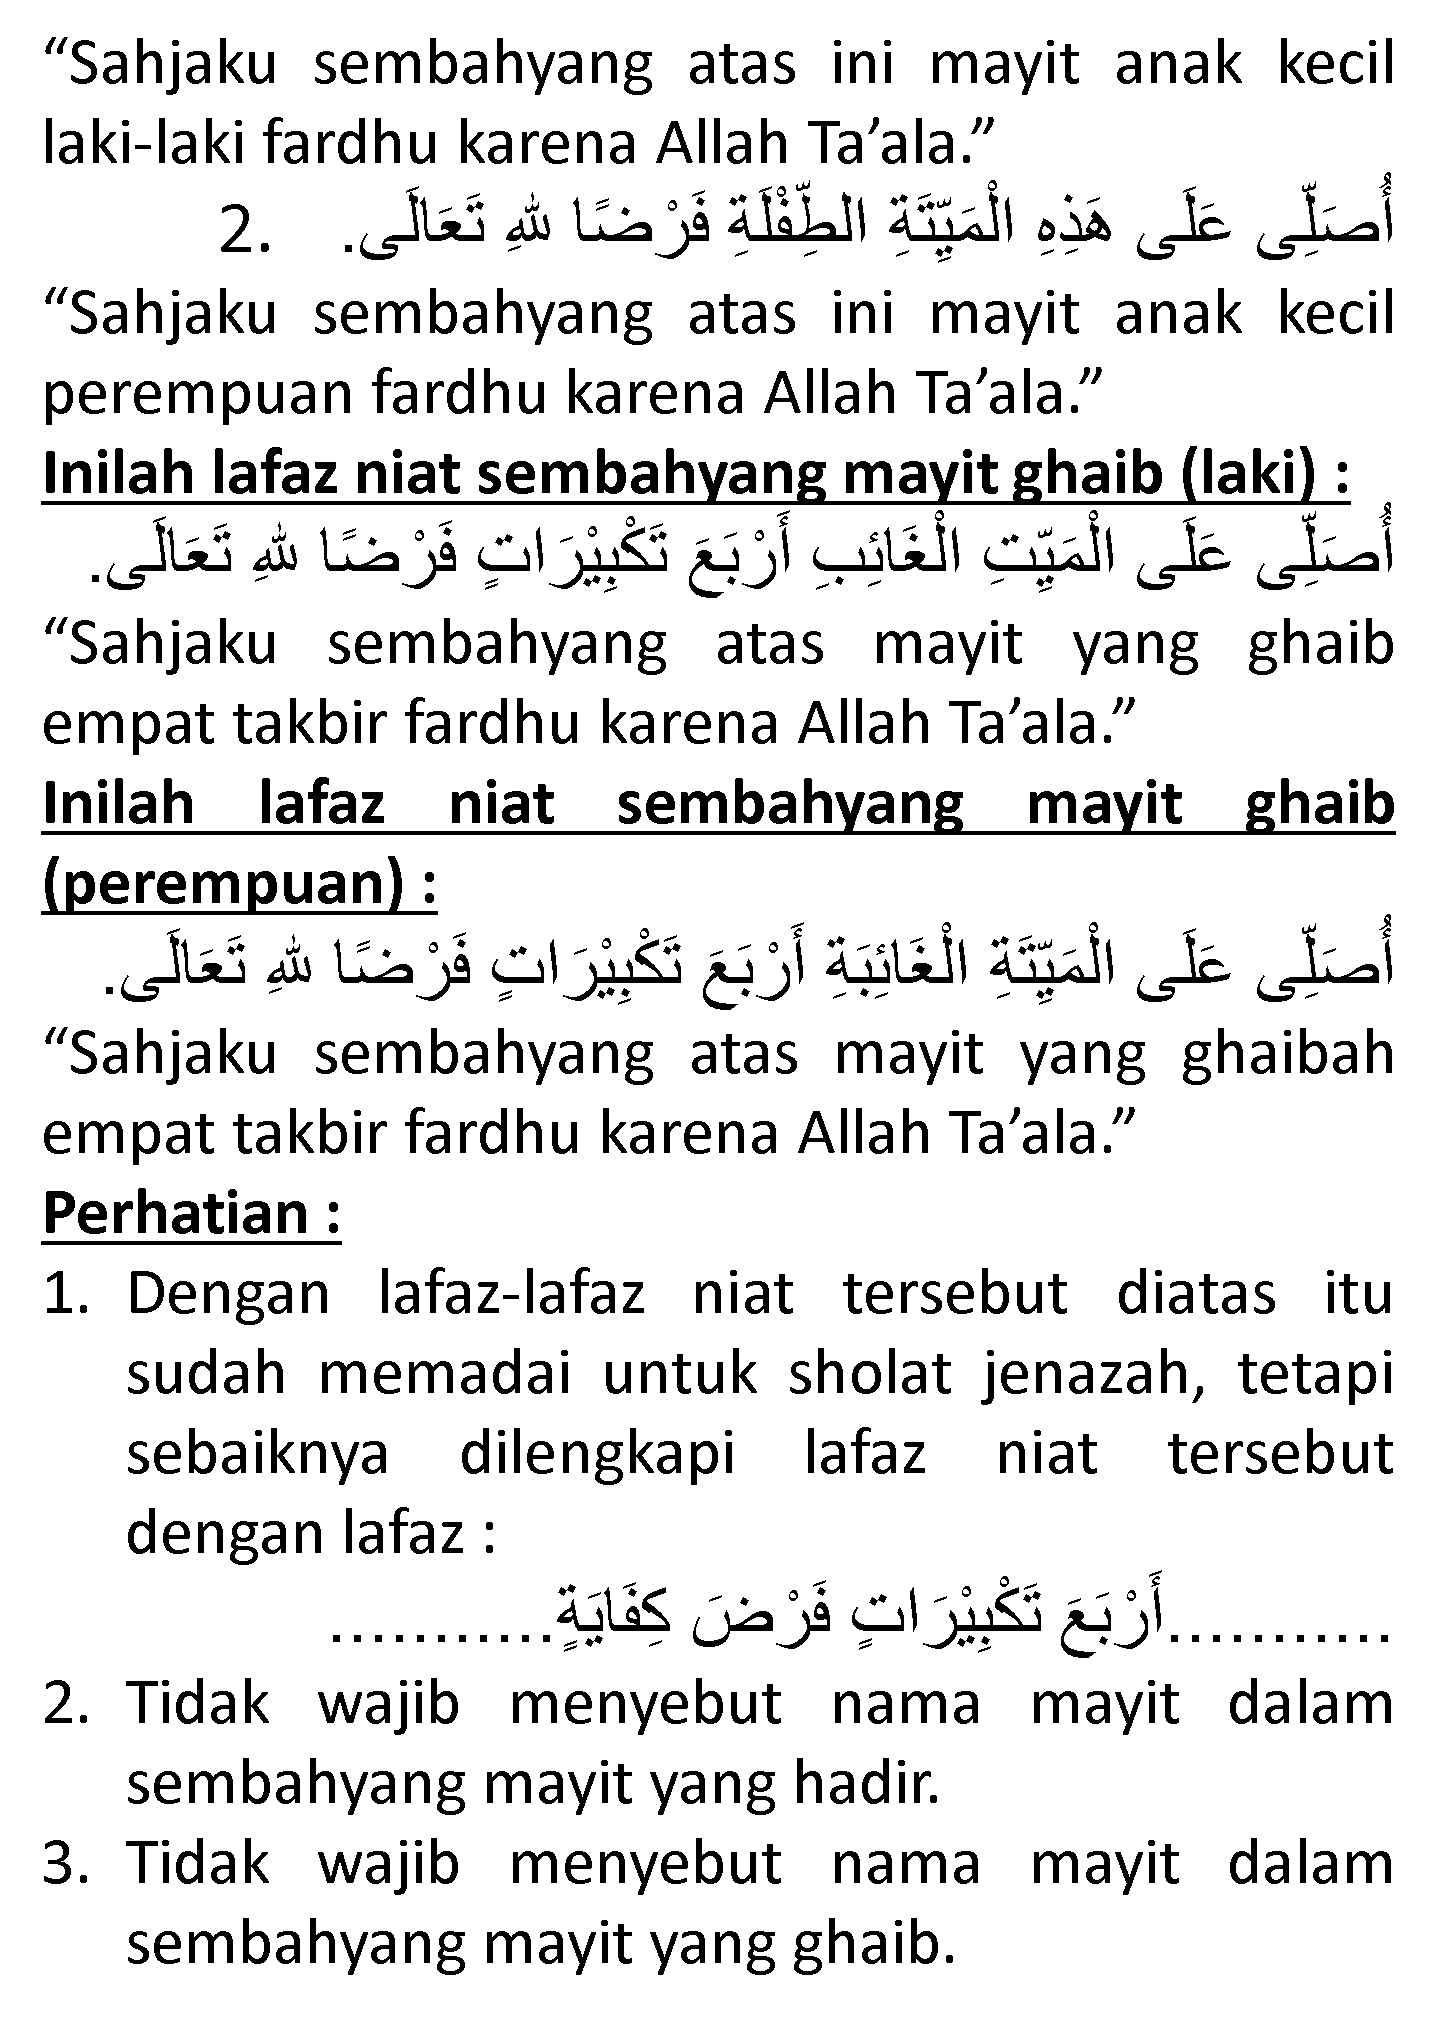 “Sahjaku sembahyang atas ini mayit anak kecil
laki-laki fardhu karena Allah Ta’ala.”
2. أُصَلِّى عَلَى هَذِهِ الْمَيِّتَةِ الطِّفْلَةِ فَرْضًا للهِ تَعَالَى.
“Sahjaku sembahyang atas ini mayit anak kecil
perempuan fardhu karena Allah Ta’ala.”
Inilah lafaz niat sembahyang mayit ghaib (laki) :
أُصَلِّى عَلَى الْمَيِّتِ الْغَائِبِ أَرْبَعَ تَكْبِيْرَاتٍ فَرْضًا للهِ تَعَالَى.
“Sahjaku sembahyang atas mayit yang ghaib
empat takbir fardhu karena Allah Ta’ala.”
Inilah lafaz niat sembahyang mayit ghaib
(perempuan) :
أُصَلِّى عَلَى الْمَيِّتَةِ الْغَائِبَةِ أَرْبَعَ تَكْبِيْرَاتٍ فَرْضًا للهِ تَعَالَى.
“Sahjaku sembahyang atas mayit yang ghaibah
empat takbir fardhu karena Allah Ta’ala.”
Perhatian :
1. Dengan lafaz-lafaz niat tersebut diatas itu
sudah memadai untuk sholat jenazah, tetapi
sebaiknya dilengkapi lafaz niat tersebut
dengan lafaz :
...........أَرْبَعَ تَكْبِيْرَاتٍ فَرْضَ كِفَايَةٍ...........
2. Tidak wajib menyebut nama mayit dalam
sembahyang mayit yang hadir.
3. Tidak wajib menyebut nama mayit dalam
sembahyang mayit yang ghaib.